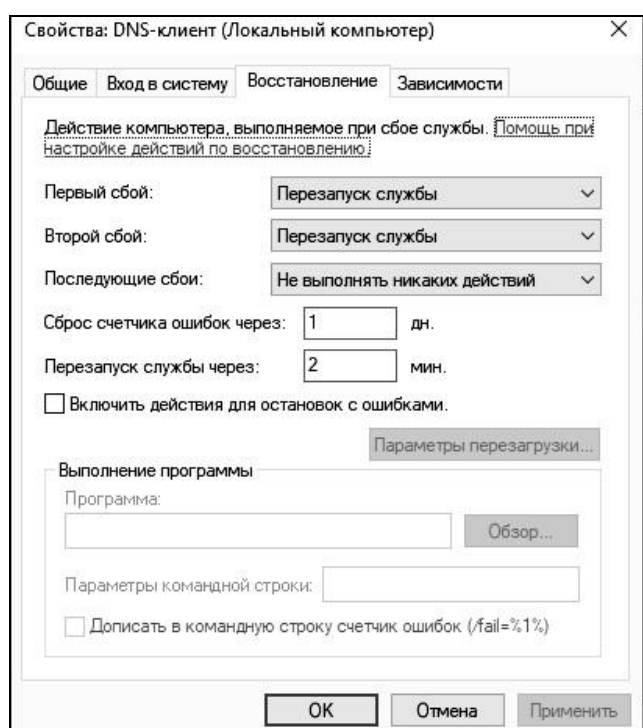 Свойства: DNS-клиент (Локальный компьютер)
Общие Вход в систему Восстановление Зависимости
Действие компьютера, выполняемое при сбое службы. Помощь при
настройке действий по восстановлению.
Первый сбой: Перезапуск службы
Второй сбой: Перезапуск службы
Последующие сбои: Не выполнять никаких действий
Сброс счетчика ошибок через: 1 дн.
Перезапуск службы через: 2 мин.
Включить действия для остановок с ошибками.
Параметры перезагрузки...
Выполнение программы
Программа:
Обзор...
Параметры командной строки:
Дописать в командную строку счетчик ошибок (/fail=%1%)
ОК Отмена Применить